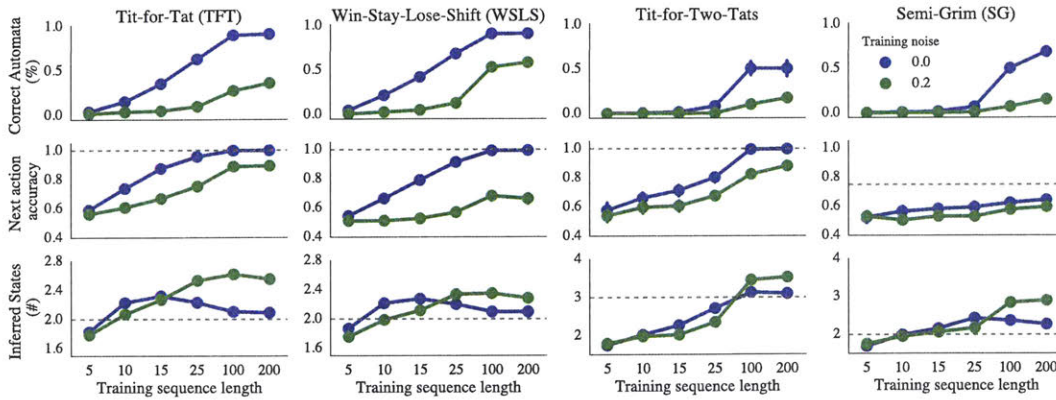 Tit-for-Tat (TFT)
Win-Stay-Lose-Shift (WSLS)
Tit-for-Two-Tats
Semi-Grim (SG)
Correct Automata
(%)
1.0
0.5
0.0
1.0
0.5
0.0
1.0
0.5
0.0
1.0
0.5
0.0
Training noise
0.0
0.2
Next action
accuracy
1.0
0.8
0.6
0.4
1.0
0.8
0.6
0.4
1.0
0.8
0.6
0.4
1.0
0.8
0.6
0.4
Inferred States
(#)
2.8
2.4
2.0
1.6
2.8
2.4
2.0
1.6
4
3
2
4
3
2
5 10 15 25 100 200
5 10 15 25 100 200
5 10 15 25 100 200
5 10 15 25 100 200
Training sequence length
Training sequence length
Training sequence length
Training sequence length